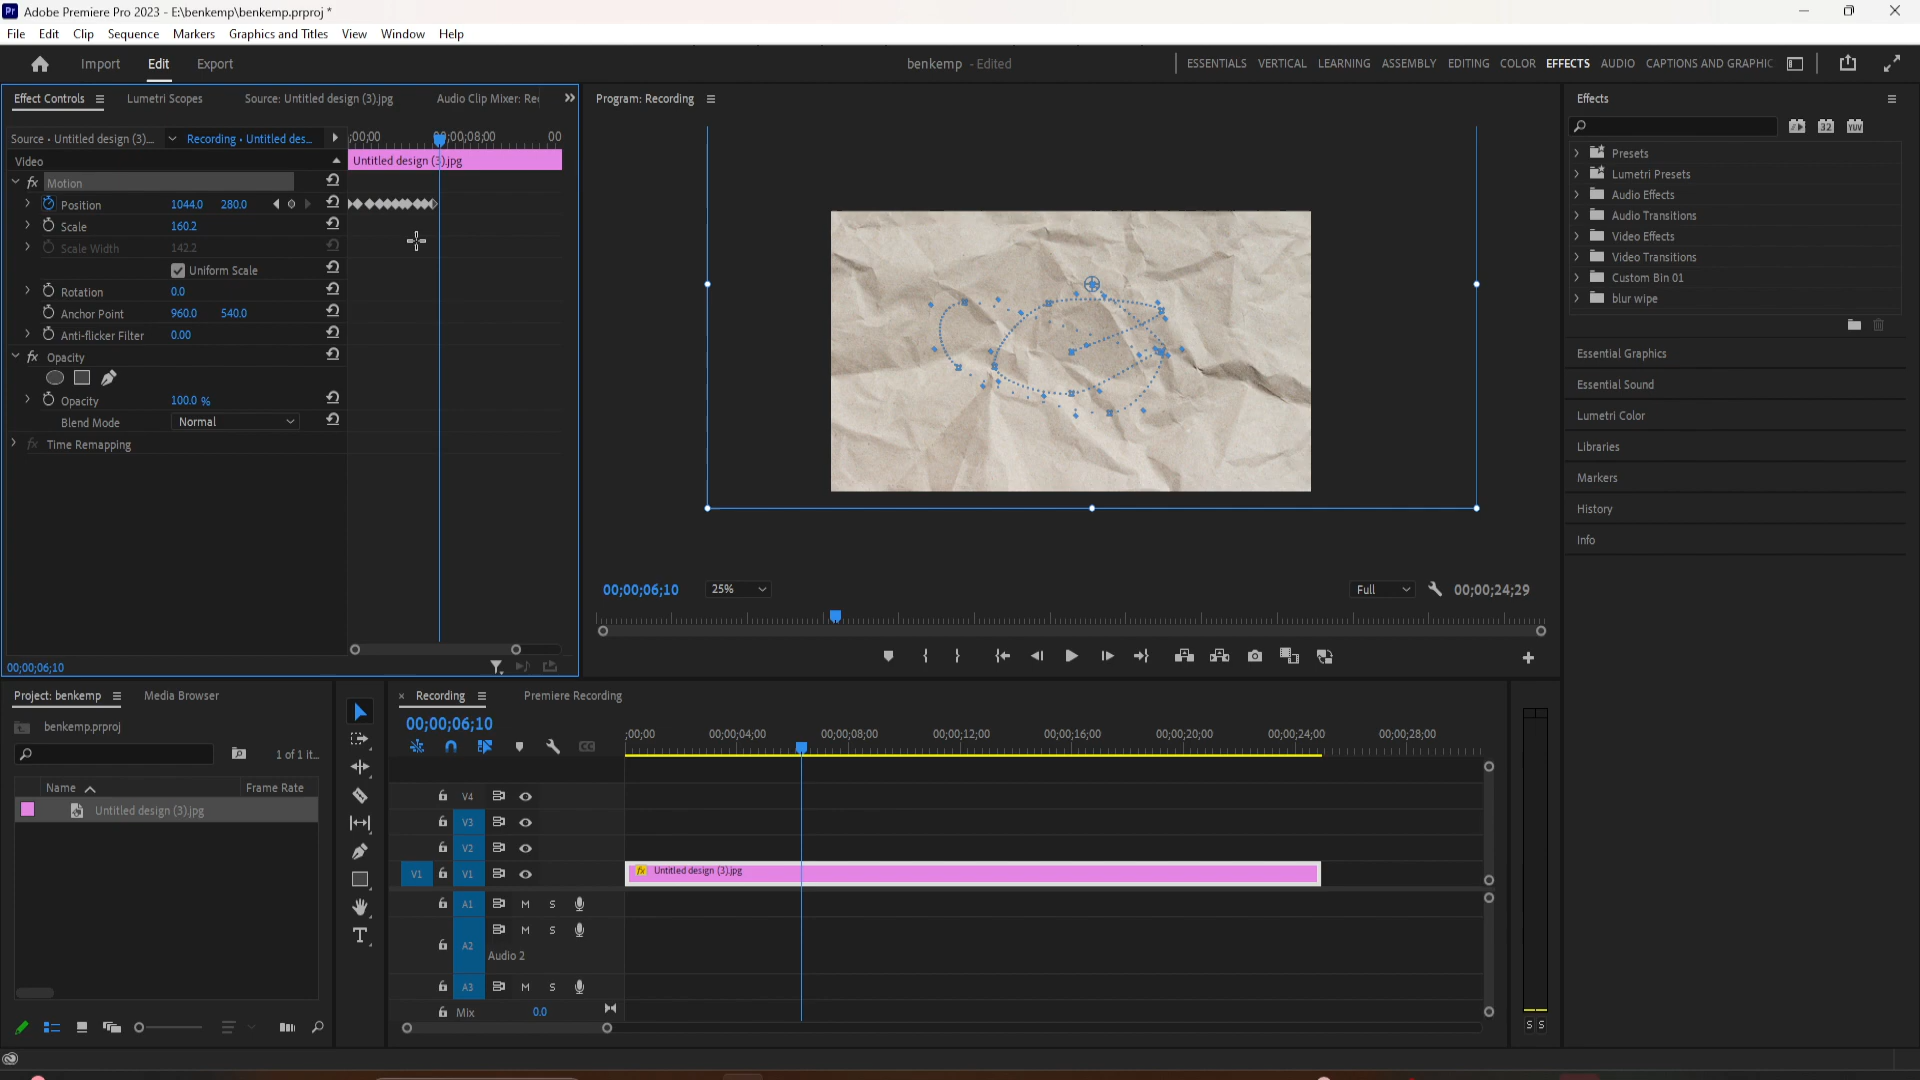 Pr Adobe Premiere Pro 2023 - E:\benkemp\benkemp.prproj *
File Edit Clip Sequence Markers Graphics and Titles View Window Help
Import Edit Export
benkemp - Edited
ESSENTIALS VERTICAL LEARNING ASSEMBLY EDITING COLOR EFFECTS AUDIO CAPTIONS AND GRAPHIC
Effect Controls Lumetri Scopes Source: Untitled design (3).jpg Audio Clip Mixer: Rec
Program: Recording
Effects
Source • Untitled design (3)... Recording • Untitled des...
;00;00 00;00;08;00 00
Video
Untitled design (3).jpg
fx Motion
Position 1044.0 280.0
Scale 160.2
Scale Width 142.2
Uniform Scale
Rotation 0.0
Anchor Point 960.0 540.0
Anti-flicker Filter 0.00
fx Opacity
Opacity 100.0 %
Blend Mode Normal
fx Time Remapping
00;00;06;10
00;00;06;10 25% Full 00;00;24;29
32 YUV
Presets
Lumetri Presets
Audio Effects
Audio Transitions
Video Effects
Video Transitions
Custom Bin 01
blur wipe
Essential Graphics
Essential Sound
Lumetri Color
Libraries
Markers
History
Info
Project: benkemp Media Browser
benkemp.prproj
1 of 1 it...
Name Frame Rate
Untitled design (3).jpg
× Recording Premiere Recording
00;00;06;10
;00;00 00;00;04;00 00;00;08;00 00;00;12;00 00;00;16;00 00;00;20;00 00;00;24;00 00;00;28;00
CC
V4
V3
V2
V1 V1
fx Untitled design (3).jpg
A1 M S
A2 M S
Audio 2
A3 M S
Mix 0.0
S S